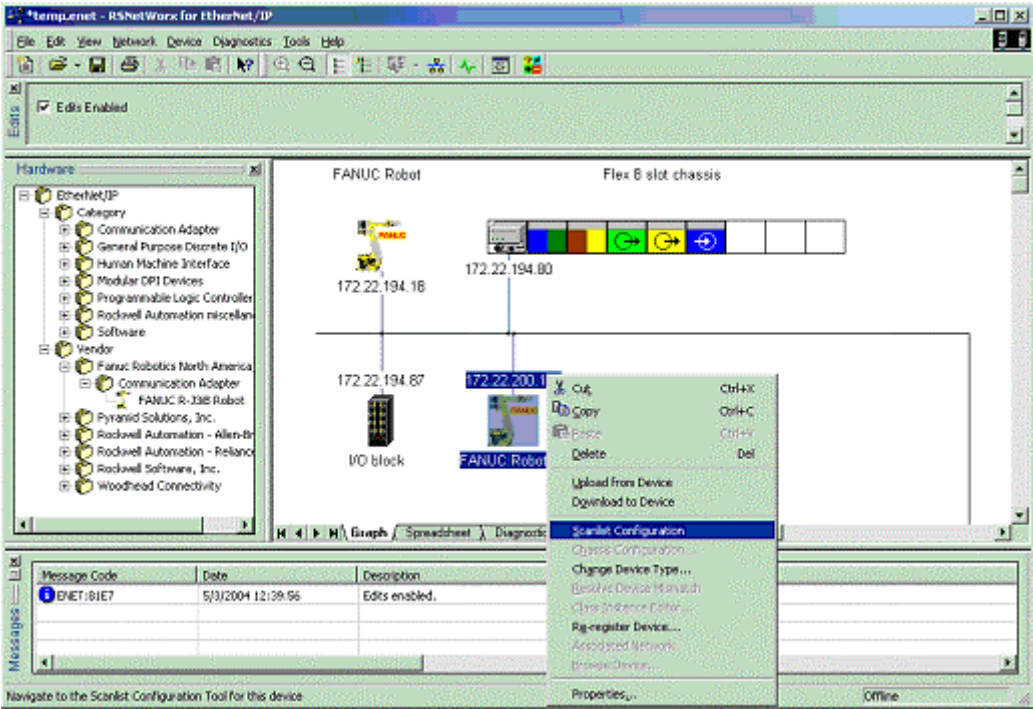 *temp.enet - RSNetWorx for EtherNet/IP
File Edit View Network Device Diagnostics Tools Help
Edits
Edits Enabled
Hardware
EtherNet/IP
Category
Communication Adapter
General Purpose Discrete I/O
Human Machine Interface
Modular DPI Devices
Programmable Logic Controller
Rockwell Automation miscellan
Software
Vendor
Fanuc Robotics North America
Communication Adapter
FANUC R-J3iB Robot
Pyramid Solutions, Inc.
Rockwell Automation - Allen-Br
Rockwell Automation - Reliance
Rockwell Software, Inc.
Woodhead Connectivity
FANUC Robot
Flex 8 slot chassis
FANUC
172.22.194.18
172.22.194.80
172.22.194.87
172.22.200.1
I/O block
FANUC Robot
Cut Ctrl+X
Copy Ctrl+C
Paste Ctrl+V
Delete Del
Upload from Device
Download to Device
Scanlist Configuration
Chassis Configuration...
Change Device Type...
Resolve Device Mismatch
Class Instance Editor...
Re-register Device...
Associated Network
Browse Device...
Properties...
Graph Spreadsheet Diagnostic
Messages
Message Code Date Description
ENET:81E7 5/3/2004 12:39:56 Edits enabled.
Navigate to the Scanlist Configuration Tool for this device
Offline